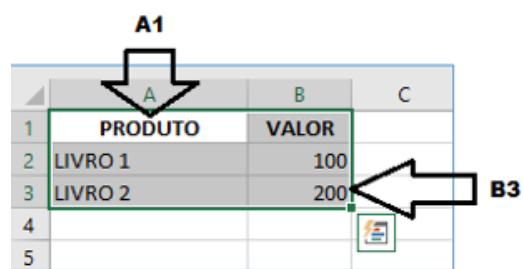 A1
A B C
1 PRODUTO VALOR
2 LIVRO 1 100
3 LIVRO 2 200 B3
4
5